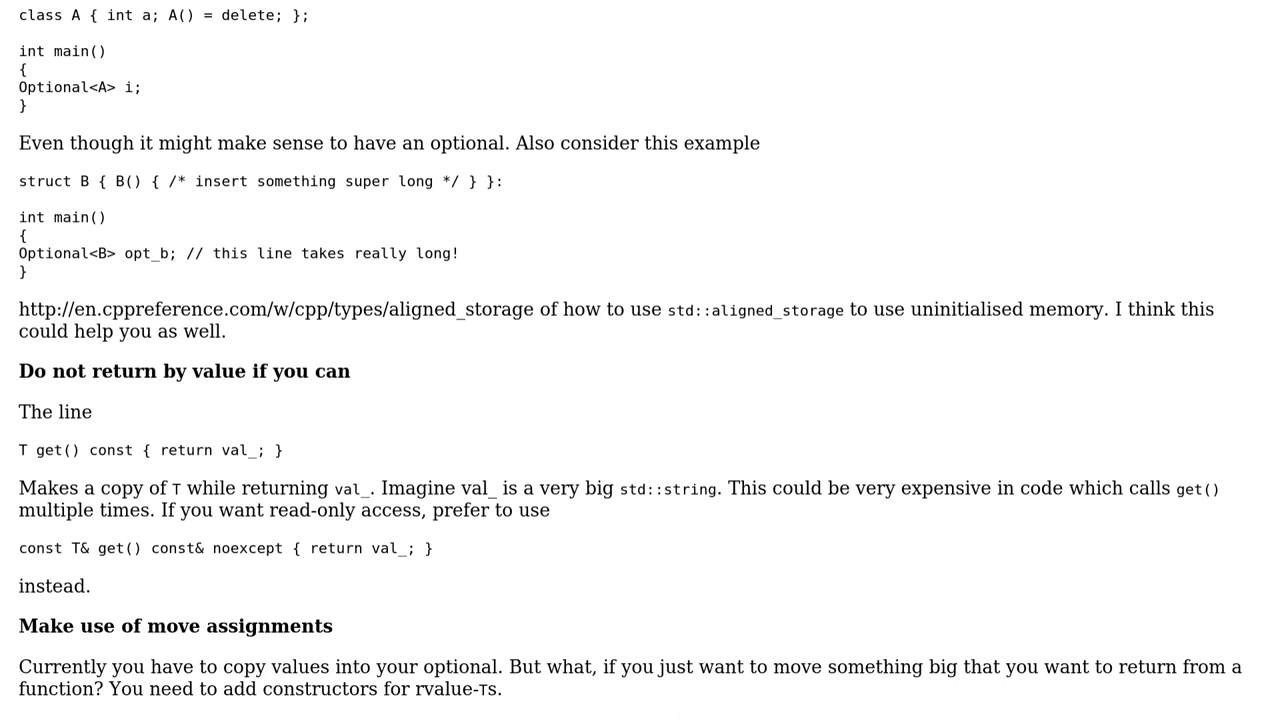 class A { int a; A() = delete; };
int main()
{
Optional<A> i;
}
Even though it might make sense to have an optional. Also consider this example
struct B { B() { /* insert something super long */ } }:
int main()
{
Optional<B> opt_b; // this line takes really long!
}
http://en.cppreference.com/w/cpp/types/aligned_storage of how to use std::aligned_storage to use uninitialised memory. I think this
could help you as well.
Do not return by value if you can
The line
T get() const { return val_; }
Makes a copy of T while returning val_. Imagine val_ is a very big std::string. This could be very expensive in code which calls get()
multiple times. If you want read-only access, prefer to use
const T& get() const& noexcept { return val_; }
instead.
Make use of move assignments
Currently you have to copy values into your optional. But what, if you just want to move something big that you want to return from a
function? You need to add constructors for rvalue-Ts.